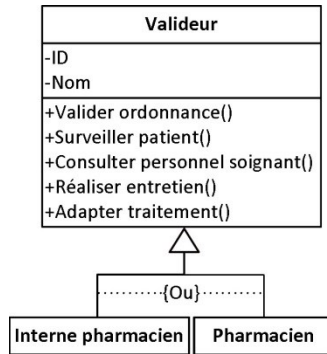 Valideur
-ID
-Nom
+Valider ordonnance()
+Surveiller patient()
+Consulter personnel soignant()
+Réaliser entretien()
+Adapter traitement()
{Ou}
Interne pharmacien
Pharmacien